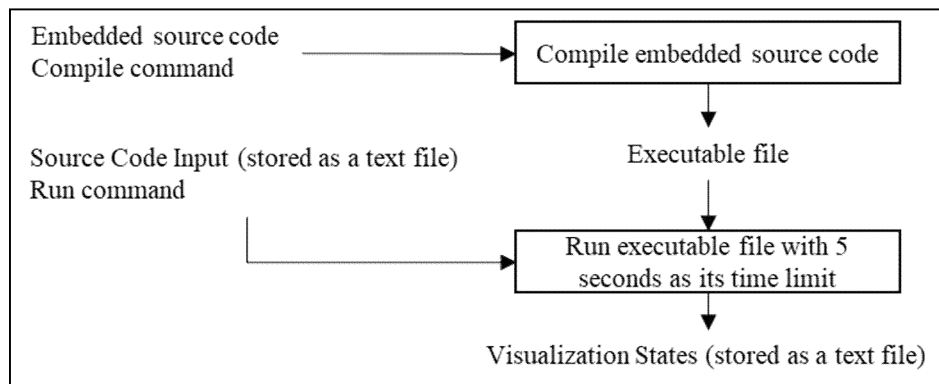 Embedded source code
Compile command
Compile embedded source code
Executable file
Source Code Input (stored as a text file)
Run command
Run executable file with 5
seconds as its time limit
Visualization States (stored as a text file)